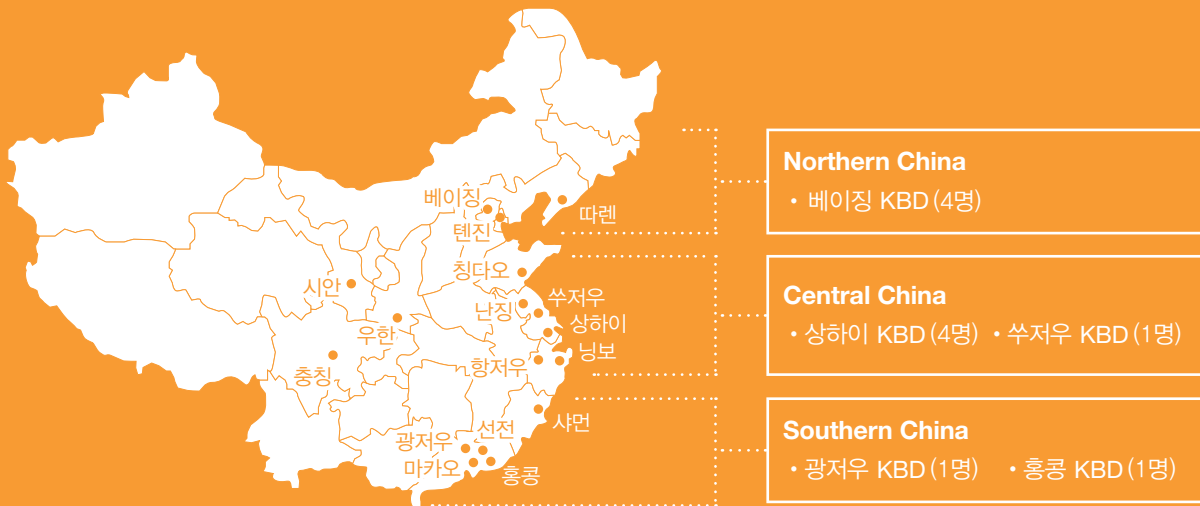 베이징
따렌
톈진
칭다오
시안
쑤저우
난징
상하이
우한
닝보
항저우
충칭
샤먼
선전
광저우
마카오
홍콩
Northern China
• 베이징 KBD (4명)
Central China
• 상하이 KBD (4명) • 쑤저우 KBD (1명)
Southern China
• 광저우 KBD (1명) • 홍콩 KBD (1명)